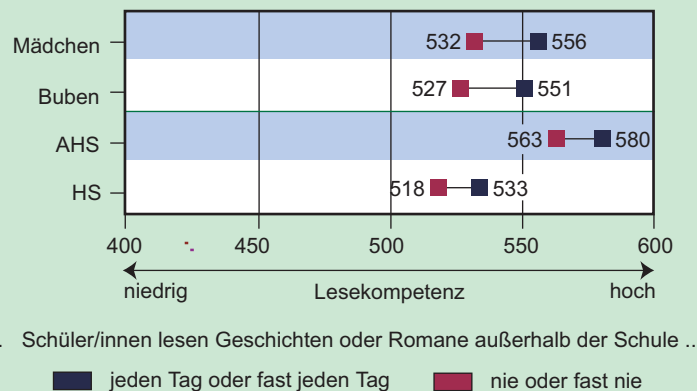 Mädchen 532 556
Buben 527 551
AHS 563 580
HS 518 533
400 450 500 550 600
niedrig Lesekompetenz hoch
. Schüler/innen lesen Geschichten oder Romane außerhalb der Schule ..
jeden Tag oder fast jeden Tag nie oder fast nie